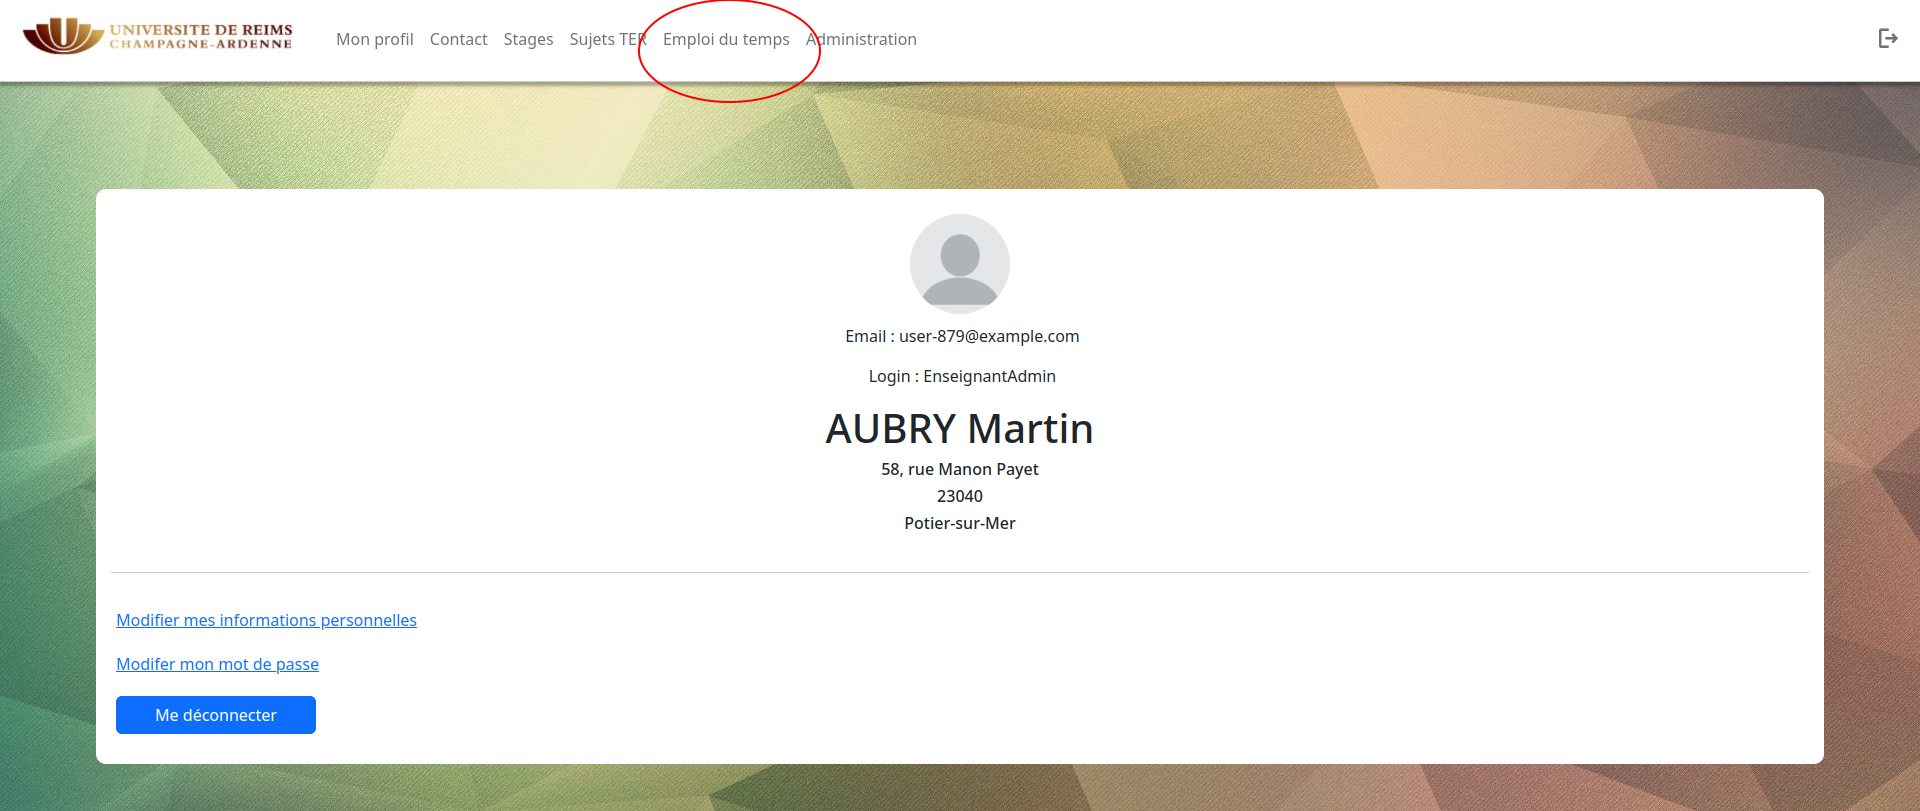 UNIVERSITE DE REIMS
CHAMPAGNE-ARDENNE
Mon profil Contact Stages Sujets TER Emploi du temps Administration
Email : user-879@example.com
Login : EnseignantAdmin
AUBRY Martin
58, rue Manon Payet
23040
Potier-sur-Mer
Modifier mes informations personnelles
Modifer mon mot de passe
Me déconnecter